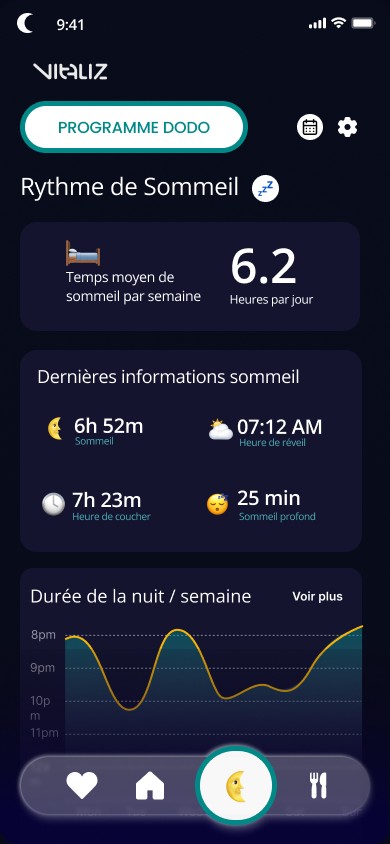 9:41
VITALIZ
PROGRAMME DODO
Rythme de Sommeil
Temps moyen de
sommeil par semaine
6.2
Heures par jour
Dernières informations sommeil
6h 52m
Sommeil
07:12 AM
Heure de réveil
7h 23m
Heure de coucher
25 min
Sommeil profond
Durée de la nuit / semaine
Voir plus
8pm
9pm
10p
m
11pm